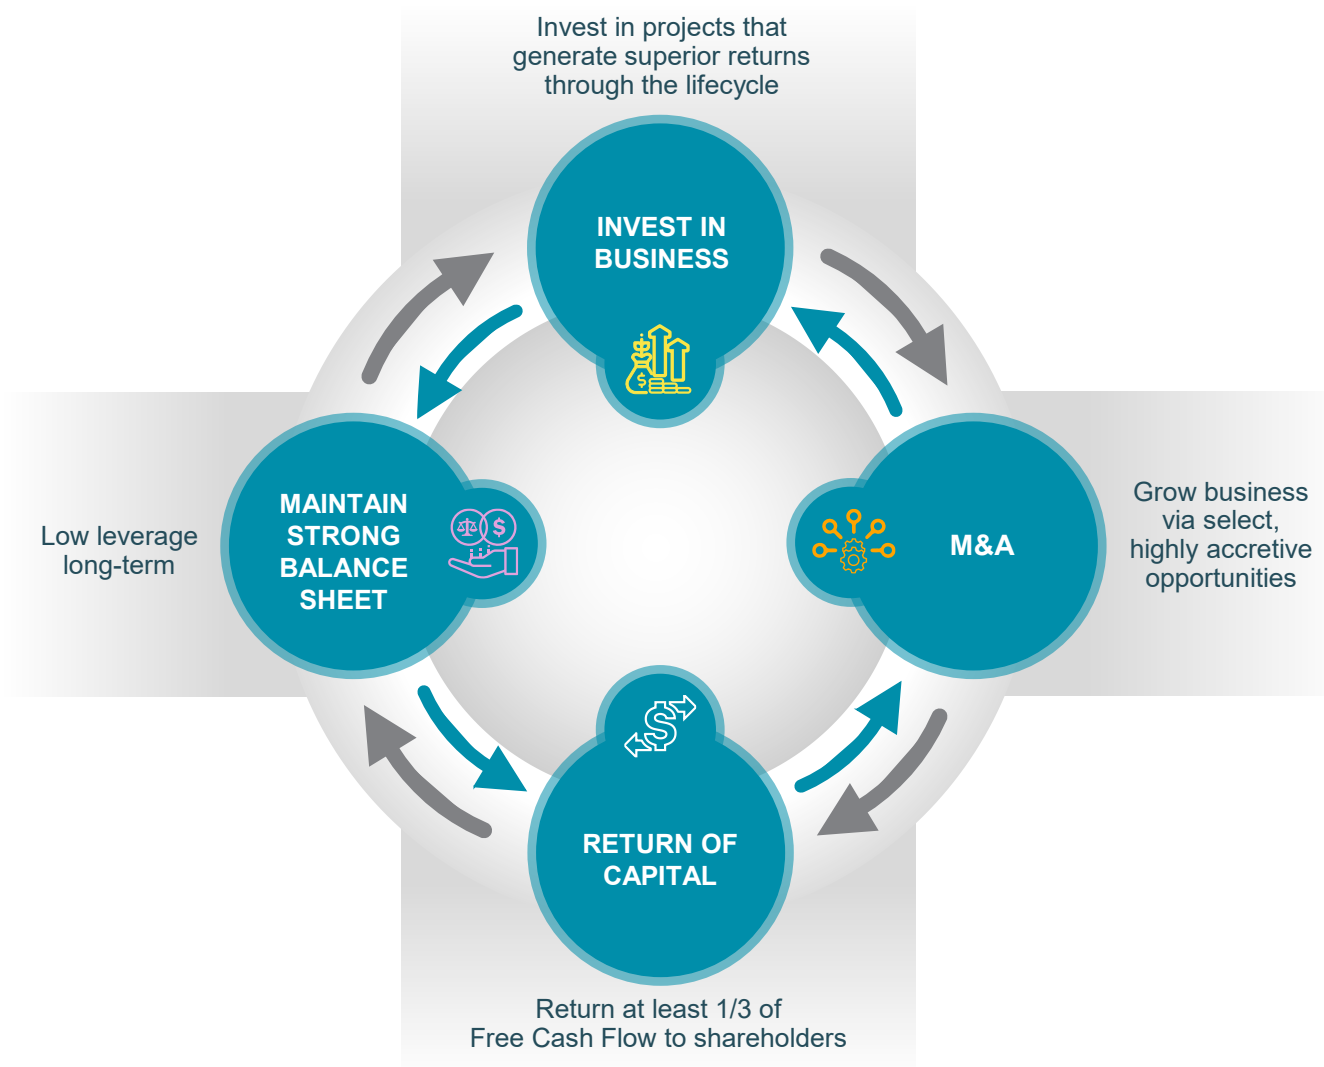 Invest in projects that
generate superior returns
through the lifecycle
INVEST IN
BUSINESS
$
MAINTAIN
STRONG
BALANCE
SHEET
$
Low leverage
long-term
M&A
Grow business
via select,
highly accretive
opportunities
$
RETURN OF
CAPITAL
Return at least 1/3 of
Free Cash Flow to shareholders